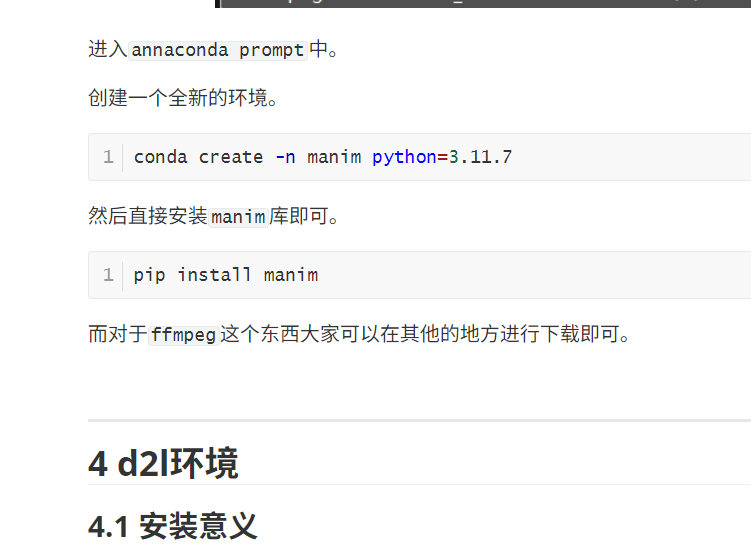 进入annaconda prompt中。
创建一个全新的环境。
1 conda create -n manim python=3.11.7
然后直接安装manim库即可。
1 pip install manim
而对于ffmpeg这个东西大家可以在其他的地方进行下载即可。
4 d2l环境
4.1 安装意义